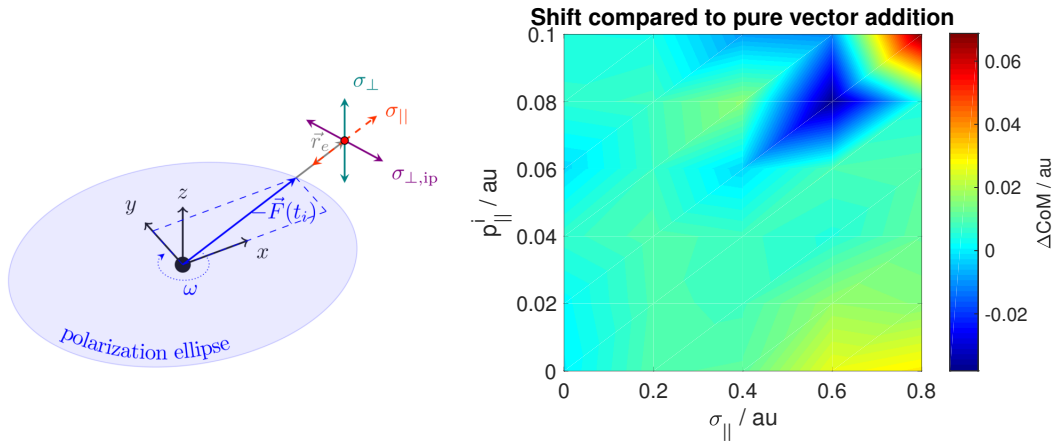 σ⊥
σ||
r⃗e
σ⊥,ip
−F⃗(ti)
y
z
x
ω
polarization ellipse
Shift compared to pure vector addition
0.1
0.08
0.06
0.04
0.02
0
p||^i / au
0
0.2
0.4
0.6
0.8
σ|| / au
0.06
0.04
0.02
0
-0.02
ΔCoM / au